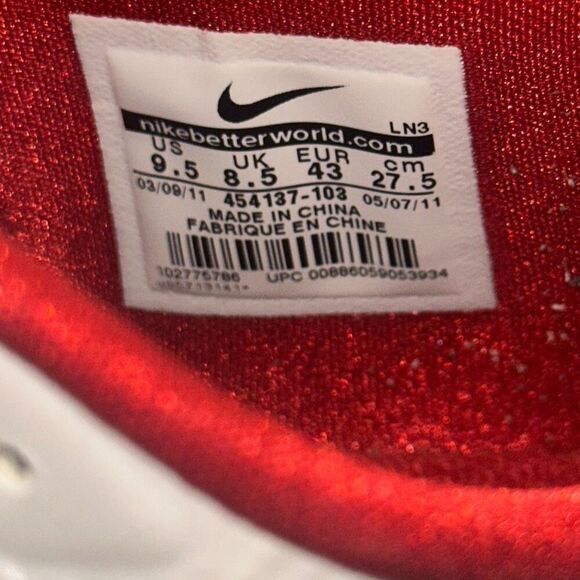 nikebetterworld.com LN3
US UK EUR cm
9.5 8.5 43 27.5
03/09/11 454137-103 05/07/11
MADE IN CHINA
FABRIQUE EN CHINE
102775786 UPC 00886059053934